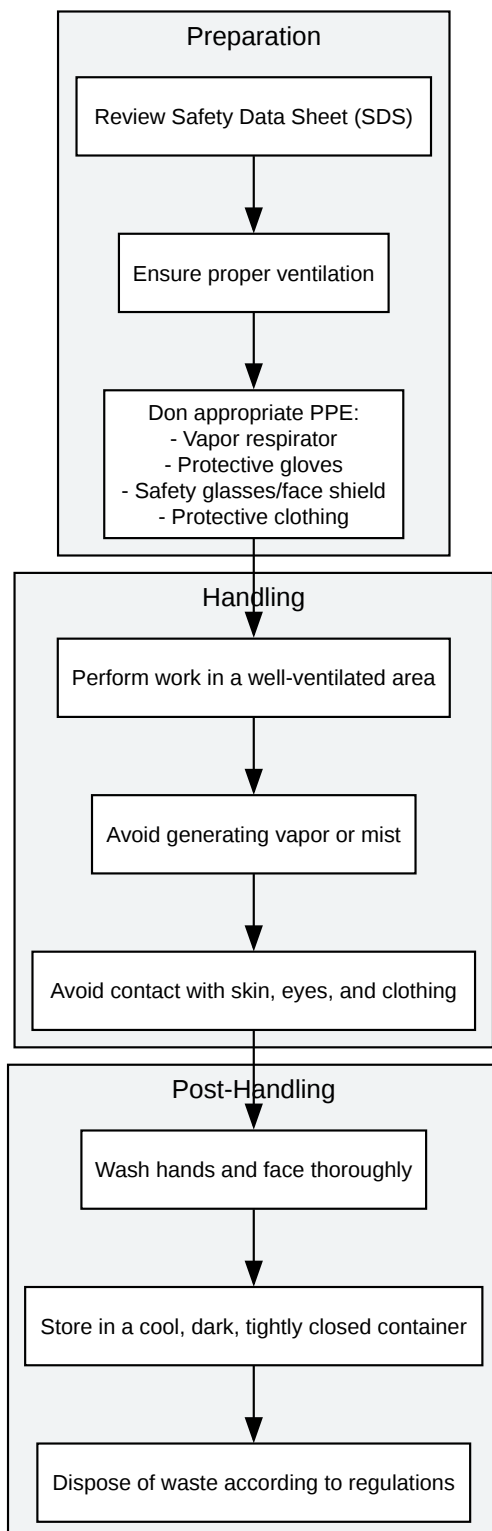 Preparation
Review Safety Data Sheet (SDS)
Ensure proper ventilation
Don appropriate PPE:
- Vapor respirator
- Protective gloves
- Safety glasses/face shield
- Protective clothing
Handling
Perform work in a well-ventilated area
Avoid generating vapor or mist
Avoid contact with skin, eyes, and clothing
Post-Handling
Wash hands and face thoroughly
Store in a cool, dark, tightly closed container
Dispose of waste according to regulations